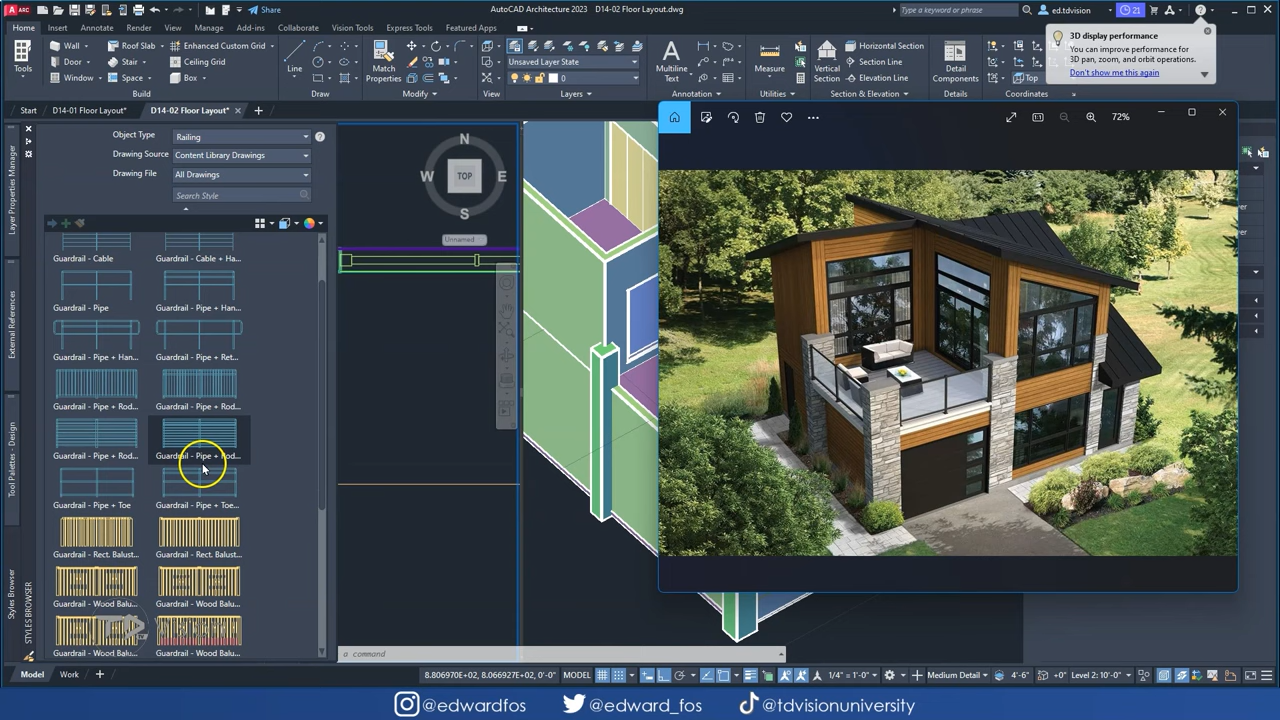 ARC
Share
AutoCAD Architecture 2023 D14-02 Floor Layout.dwg
Type a keyword or phrase
ed.tdvision
21
Home Insert Annotate Render View Manage Add-ins Collaborate Vision Tools Express Tools Featured
3D display performance
You can improve performance for
3D pan, zoom, and orbit operations.
Don't show me this again
Tools
Wall
Door
Window
Roof Slab
Stair
Space
Enhanced Custom Grid
Ceiling Grid
Box
Line
Match
Properties
Unsaved Layer State
0
Multiline
Text
Measure
Vertical
Section
Horizontal Section
Section Line
Elevation Line
Detail
Components
Top
Build
Draw
Modify
View
Layers
Annotation
Utilities
Section & Elevation
Details
Coordinates
Start D14-01 Floor Layout* D14-02 Floor Layout*
Object Type Railing
Drawing Source Content Library Drawings
Drawing File All Drawings
Search Style
72%
N
W TOP E
S
Unnamed
Guardrail - Cable Guardrail - Cable + Ha...
Guardrail - Pipe Guardrail - Pipe + Han...
Guardrail - Pipe + Han... Guardrail - Pipe + Ret...
Guardrail - Pipe + Rod... Guardrail - Pipe + Rod...
Guardrail - Pipe + Rod... Guardrail - Pipe + Rod...
Guardrail - Pipe + Toe Guardrail - Pipe + Toe...
Guardrail - Rect. Balust... Guardrail - Rect. Balust...
Guardrail - Wood Balu... Guardrail - Wood Balu...
Guardrail - Wood Balu... Guardrail - Wood Balu...
Layer Properties Manager
External References
Tool Palettes - Design
Styles Browser
STYLES BROWSER
a command
Model Work
8.806970E+02, 8.066927E+02, 0'-0" MODEL
1/4" = 1'-0"
Medium Detail
4'-6"
+0"
Level 2: 10'-0"
@edwardfos @edward_fos @tdvisionuniversity